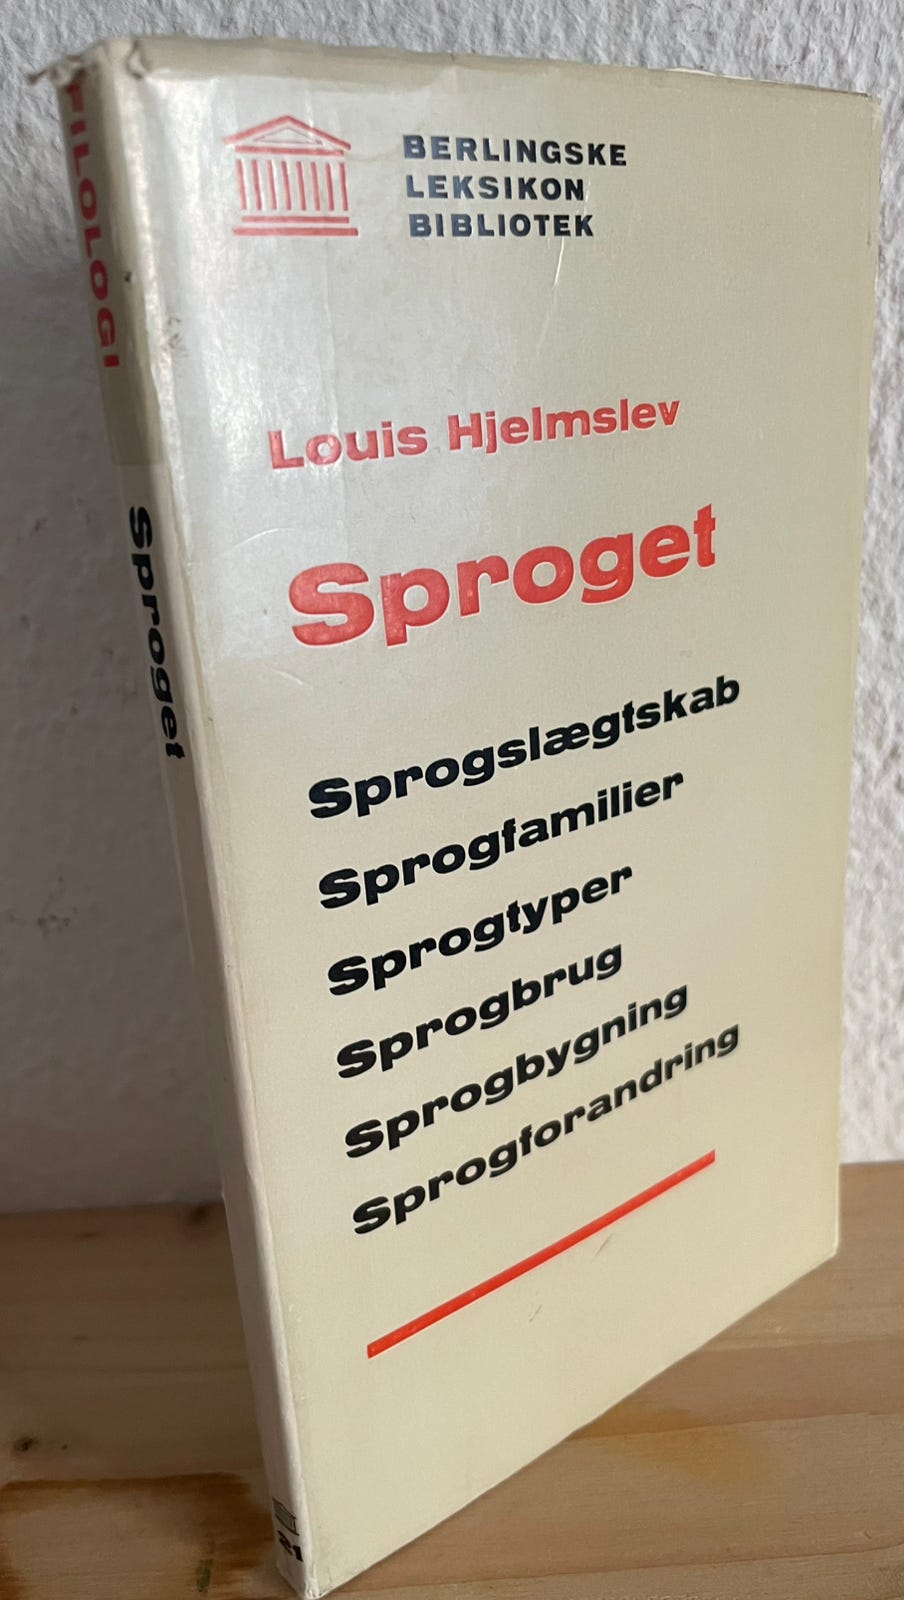 BERLINGSKE
LEKSIKON
BIBLIOTEK
Louis Hjelmslev
Sproget
Sprogslægtskab
Sprogfamilier
Sprogtyper
Sprogbrug
Sprogbygning
Sprogforandring
FILOLOGI
Sproget
21